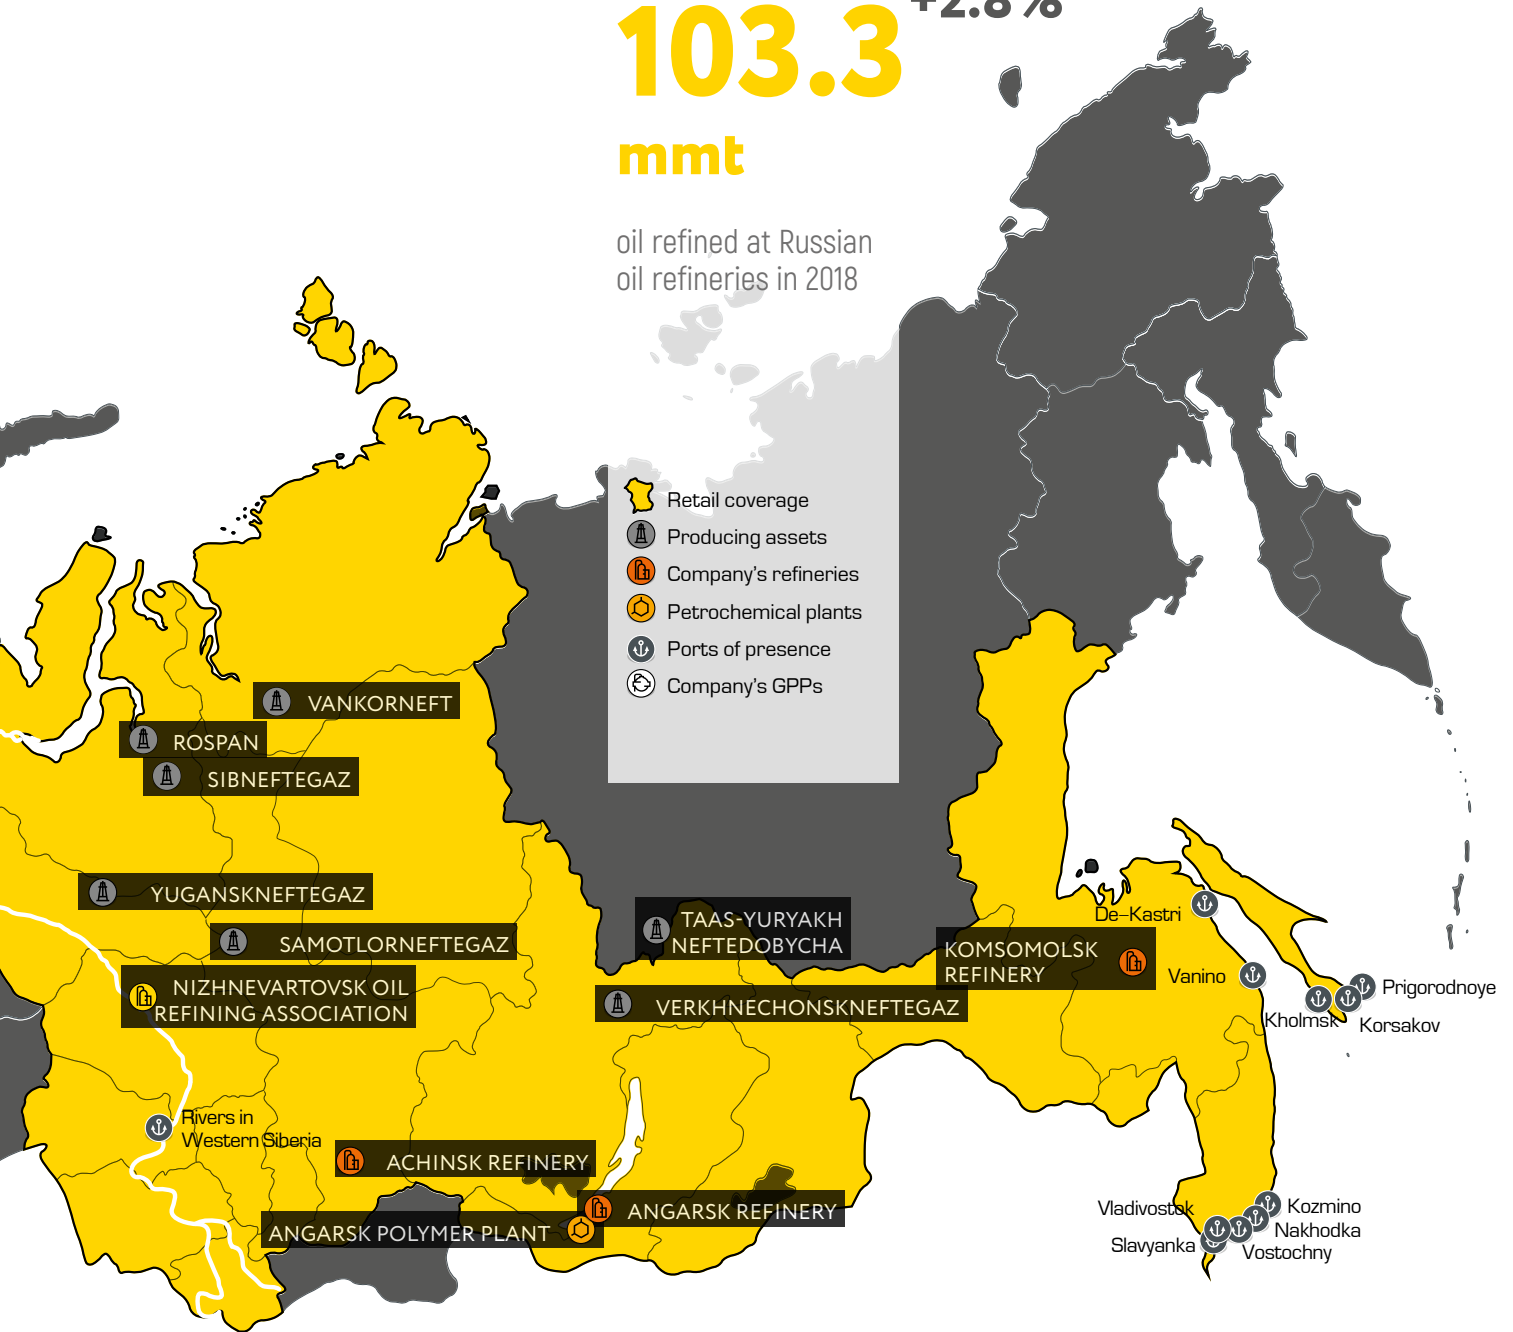 +2.8%
103.3
mmt
oil refined at Russian
oil refineries in 2018
Retail coverage
Producing assets
Company's refineries
Petrochemical plants
Ports of presence
Company's GPPs
VANKORNEFT
ROSPAN
SIBNEFTEGAZ
YUGANSKNEFTEGAZ
SAMOTLORNEFTEGAZ
NIZHNEVARTOVSK OIL
REFINING ASSOCIATION
TAAS-YURYAKH
NEFTEDOBYCHA
VERKHNECHONSKNEFTEGAZ
KOMSOMOLSK
REFINERY
De-Kastri
Vanino
Prigorodnoye
Kholmsk
Korsakov
Rivers in
Western Siberia
ACHINSK REFINERY
ANGARSK REFINERY
ANGARSK POLYMER PLANT
Vladivostok
Kozmino
Nakhodka
Slavyanka
Vostochny